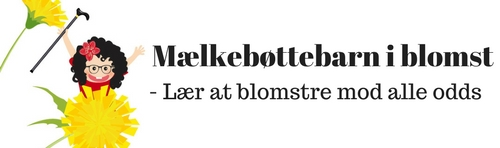 Mælkebøttebarn i blomst
- Lær at blomstre mod alle odds